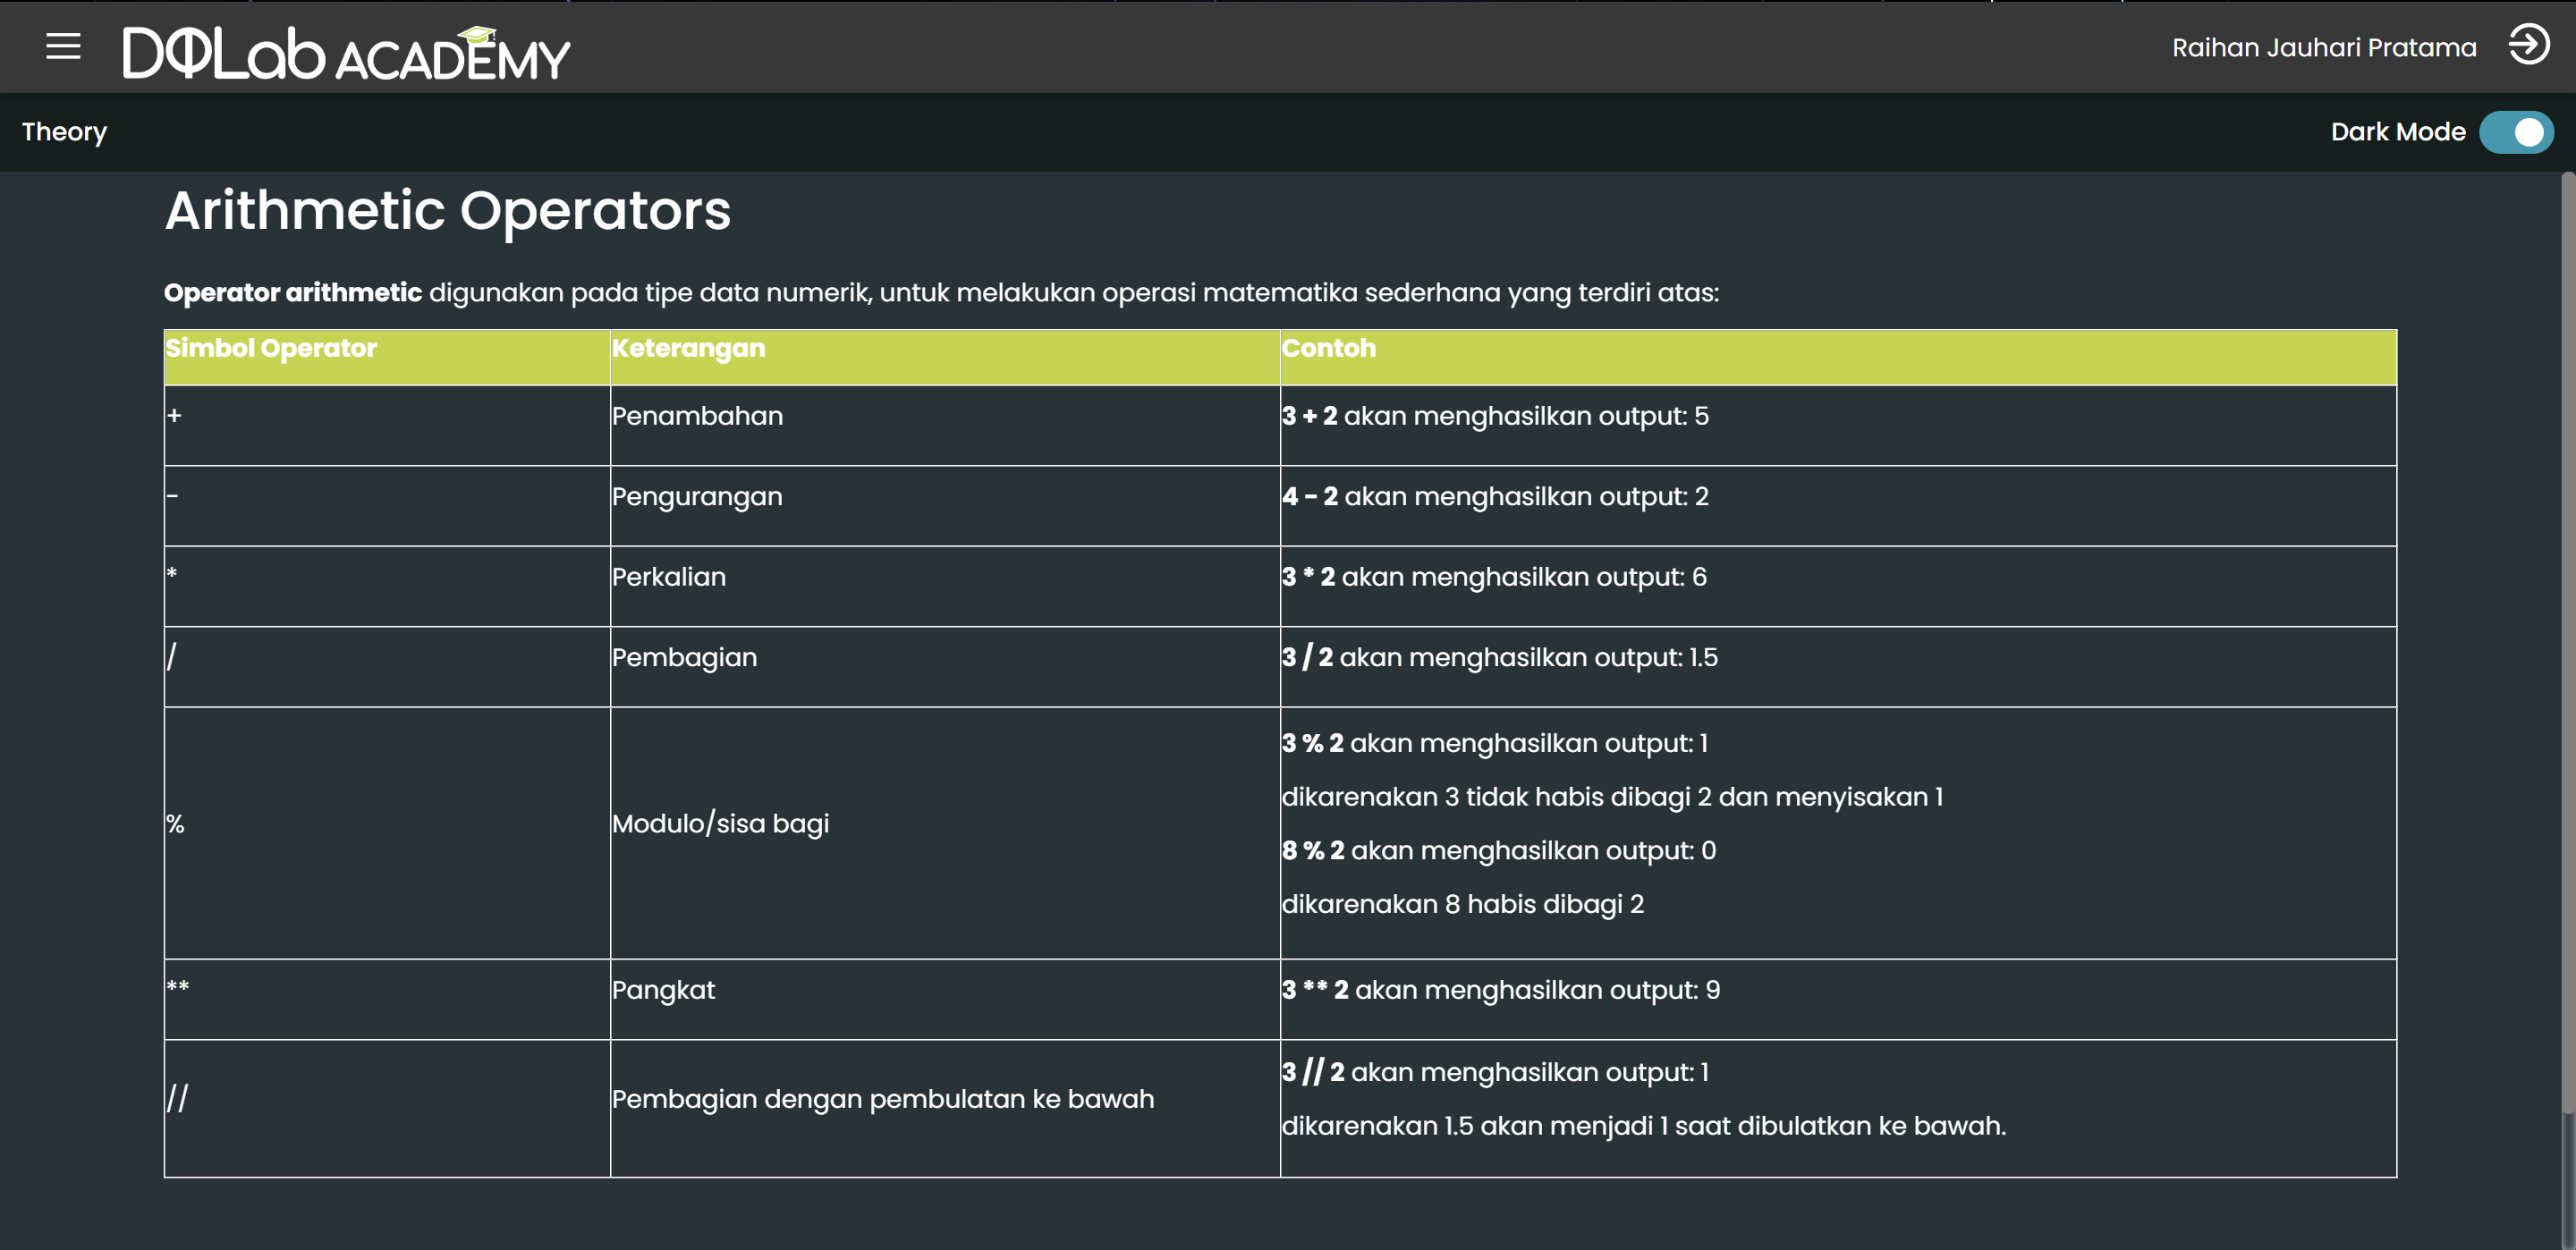 DQLab ACADEMY
Raihan Jauhari Pratama
Theory
Dark Mode
Arithmetic Operators
Operator arithmetic digunakan pada tipe data numerik, untuk melakukan operasi matematika sederhana yang terdiri atas:
Simbol Operator Keterangan Contoh
+ Penambahan 3 + 2 akan menghasilkan output: 5
- Pengurangan 4 - 2 akan menghasilkan output: 2
* Perkalian 3 * 2 akan menghasilkan output: 6
/ Pembagian 3 / 2 akan menghasilkan output: 1.5
% Modulo/sisa bagi 3 % 2 akan menghasilkan output: 1
dikarenakan 3 tidak habis dibagi 2 dan menyisakan 1
8 % 2 akan menghasilkan output: 0
dikarenakan 8 habis dibagi 2
** Pangkat 3 ** 2 akan menghasilkan output: 9
// Pembagian dengan pembulatan ke bawah 3 // 2 akan menghasilkan output: 1
dikarenakan 1.5 akan menjadi 1 saat dibulatkan ke bawah.